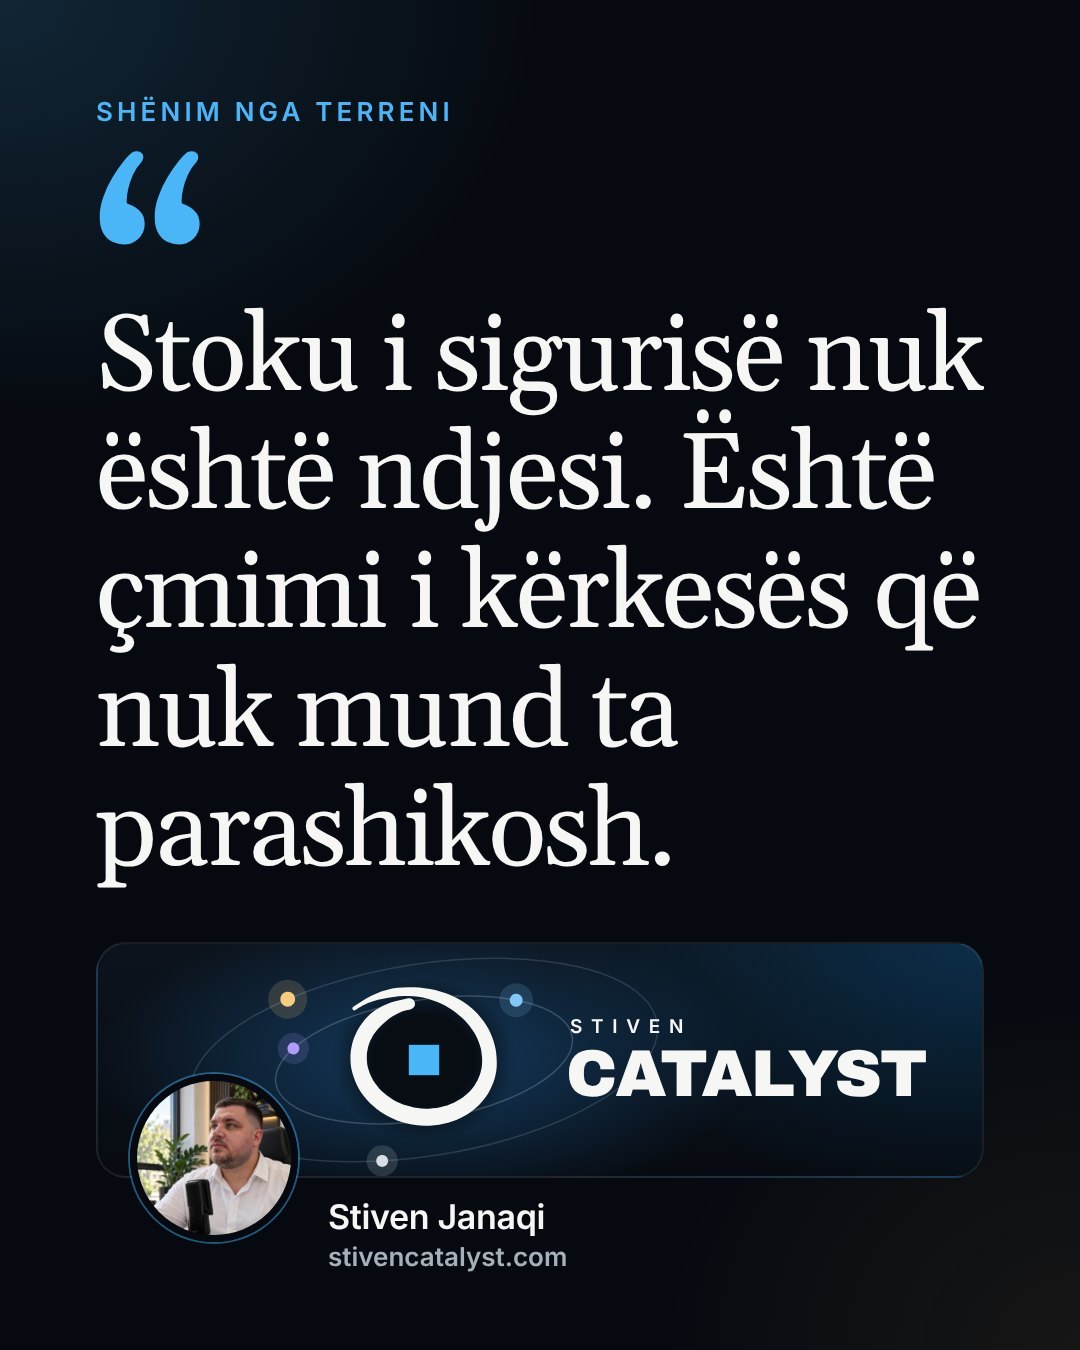 SHËNIM NGA TERRENI
“
Stoku i sigurisë nuk
është ndjesi. Është
çmimi i kërkesës që
nuk mund ta
parashikosh.
STIVEN
CATALYST
Stiven Janaqi
stivencatalyst.com